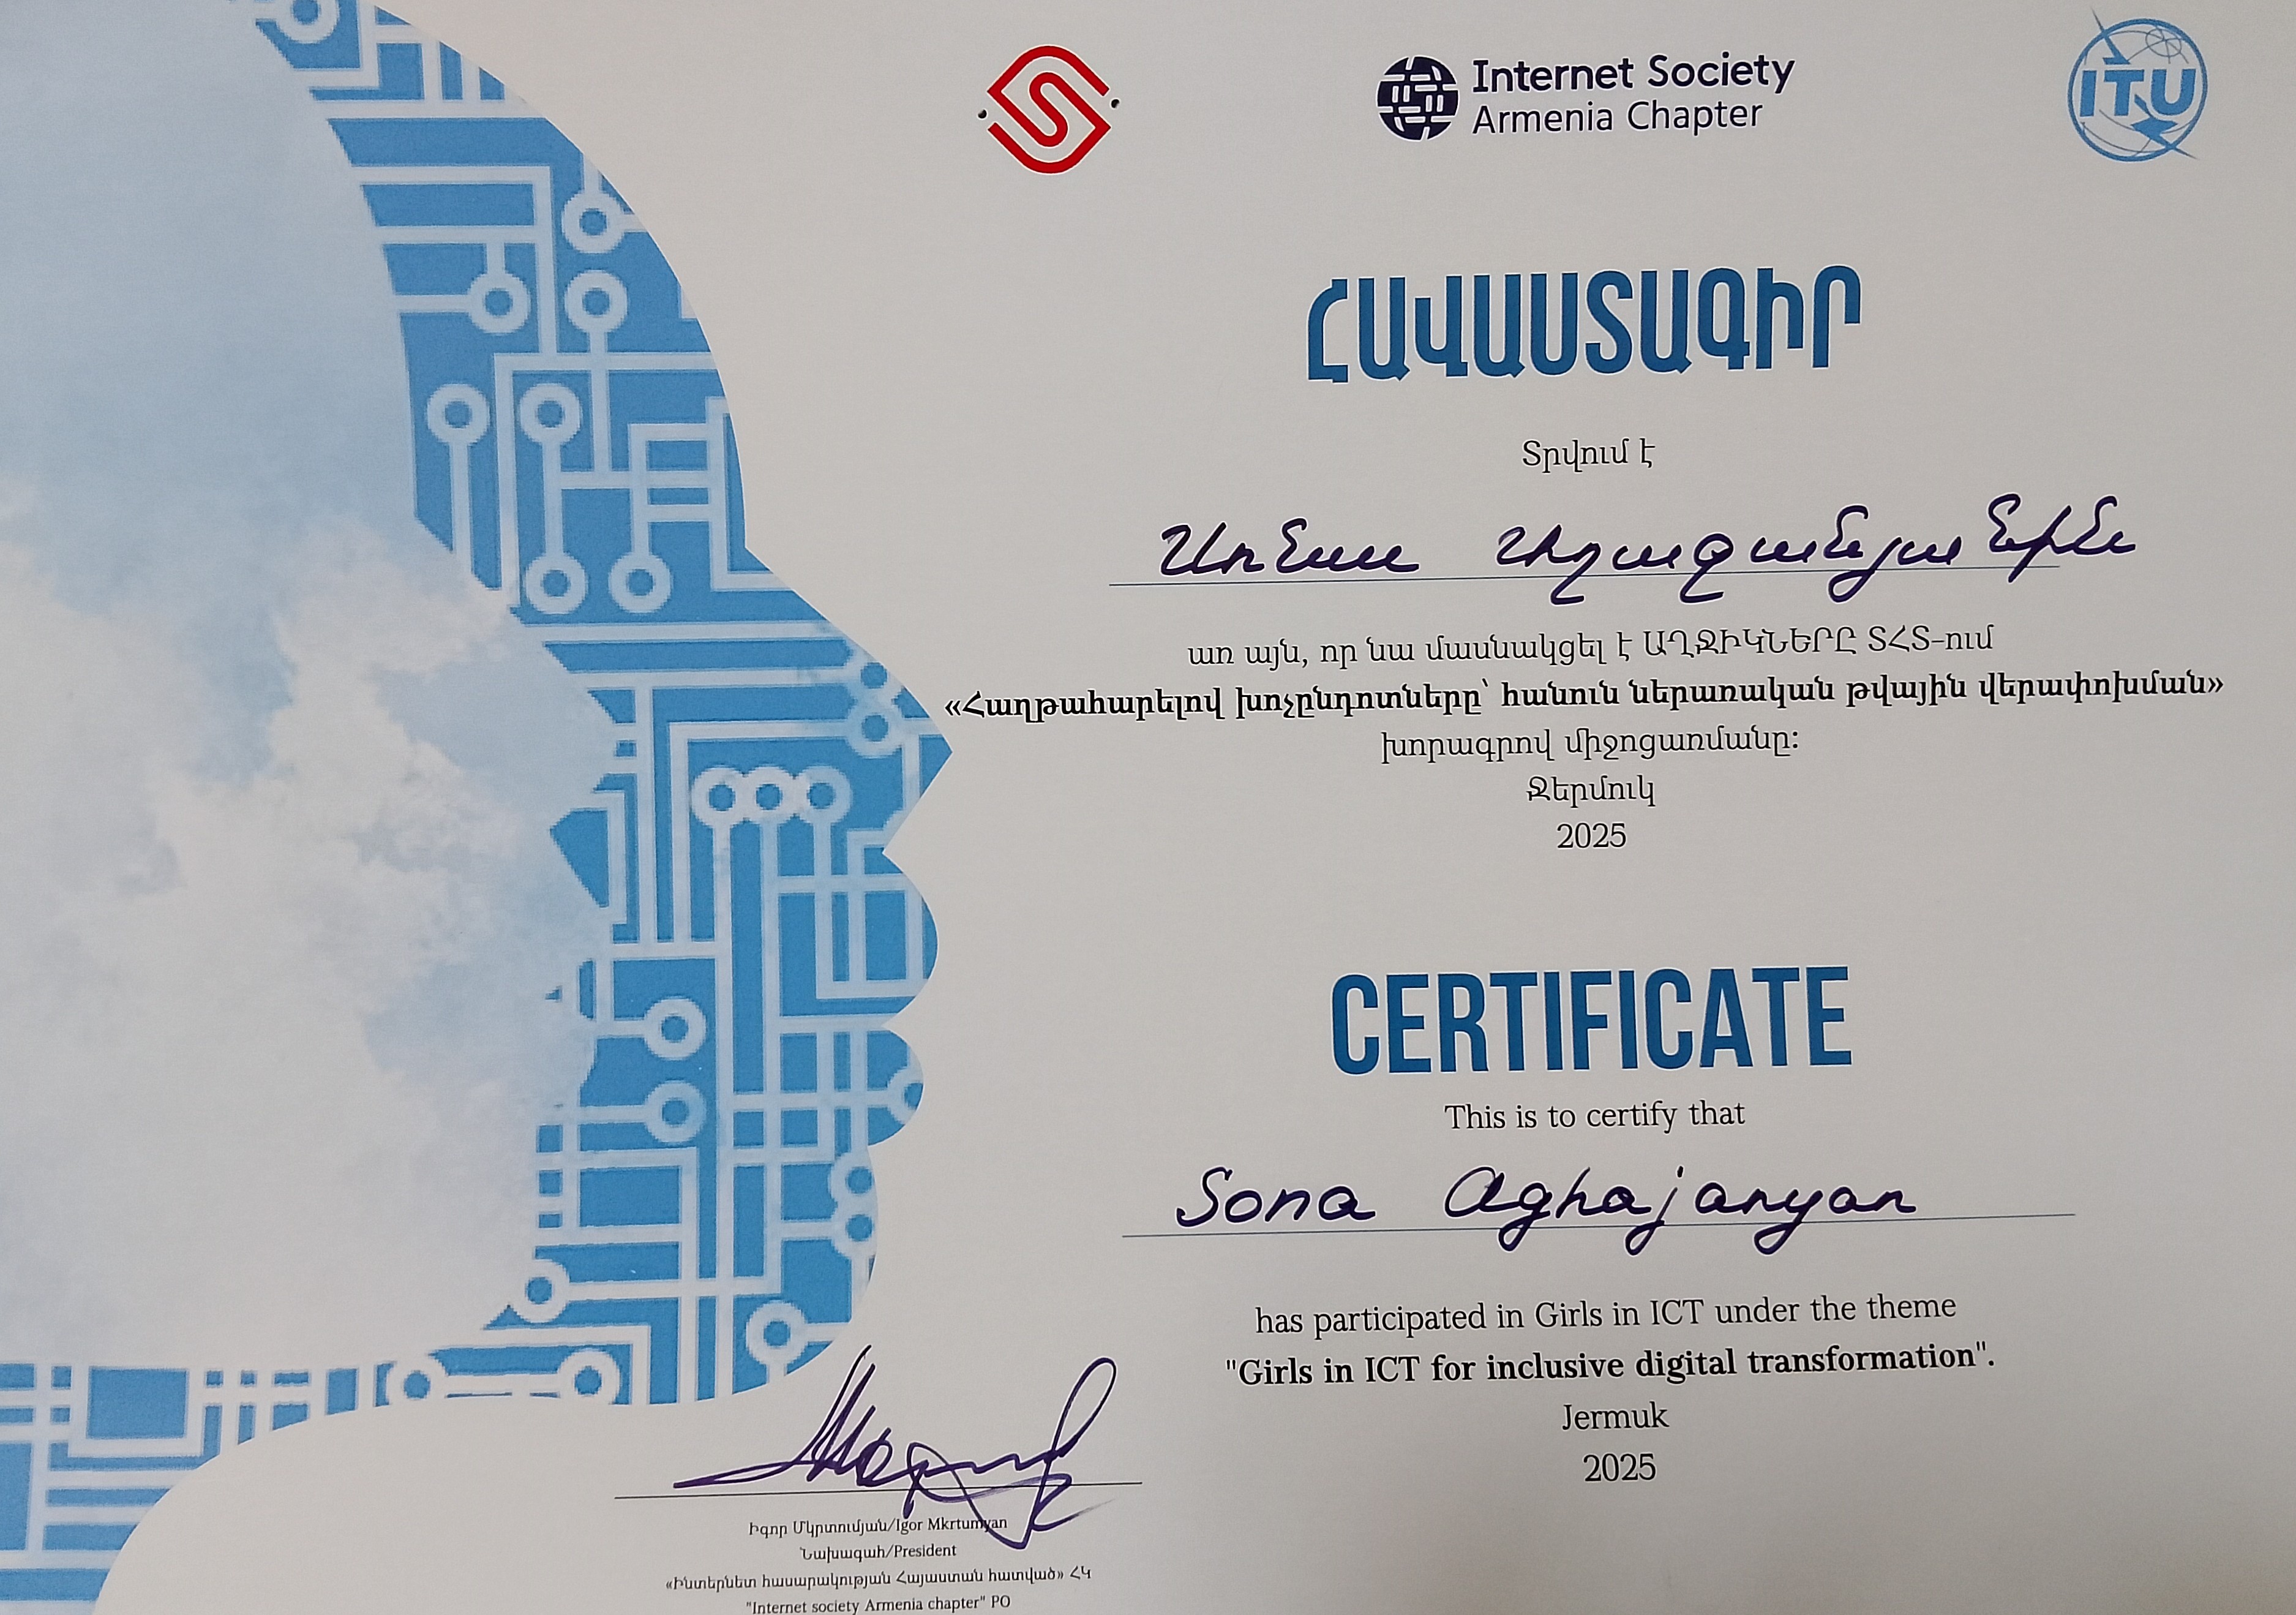 Internet Society
Armenia Chapter
ITU
ՀԱՎԱՍՏԱԳԻՐ
Տրվում է
Սոնա Աղաջանյանին
առ այն, որ նա մասնակցել է ԱՂՋԻԿՆԵՐԸ ՏՀՏ-ում
«Հաղթահարելով խոչընդոտները՝ հանուն ներառական թվային վերափոխման»
խորագրով միջոցառմանը:
Ջերմուկ
2025
CERTIFICATE
This is to certify that
Sona Aghajanyan
has participated in Girls in ICT under the theme
"Girls in ICT for inclusive digital transformation".
Jermuk
2025
Իգոր Մկրտումյան/Igor Mkrtumyan
Նախագահ/President
«Ինտերնետ հասարակության Հայաստան հատված» ՀԿ
"Internet society Armenia chapter" PO